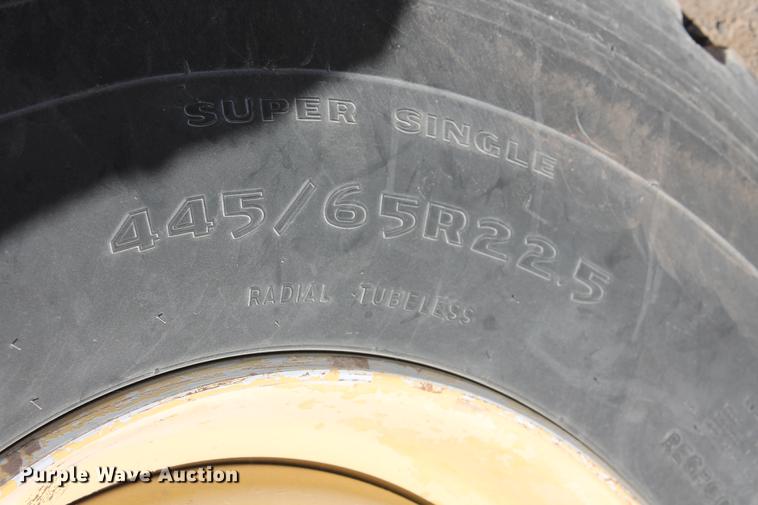 SUPER SINGLE
445/65R22.5
RADIAL TUBELESS
Purple Wave Auction